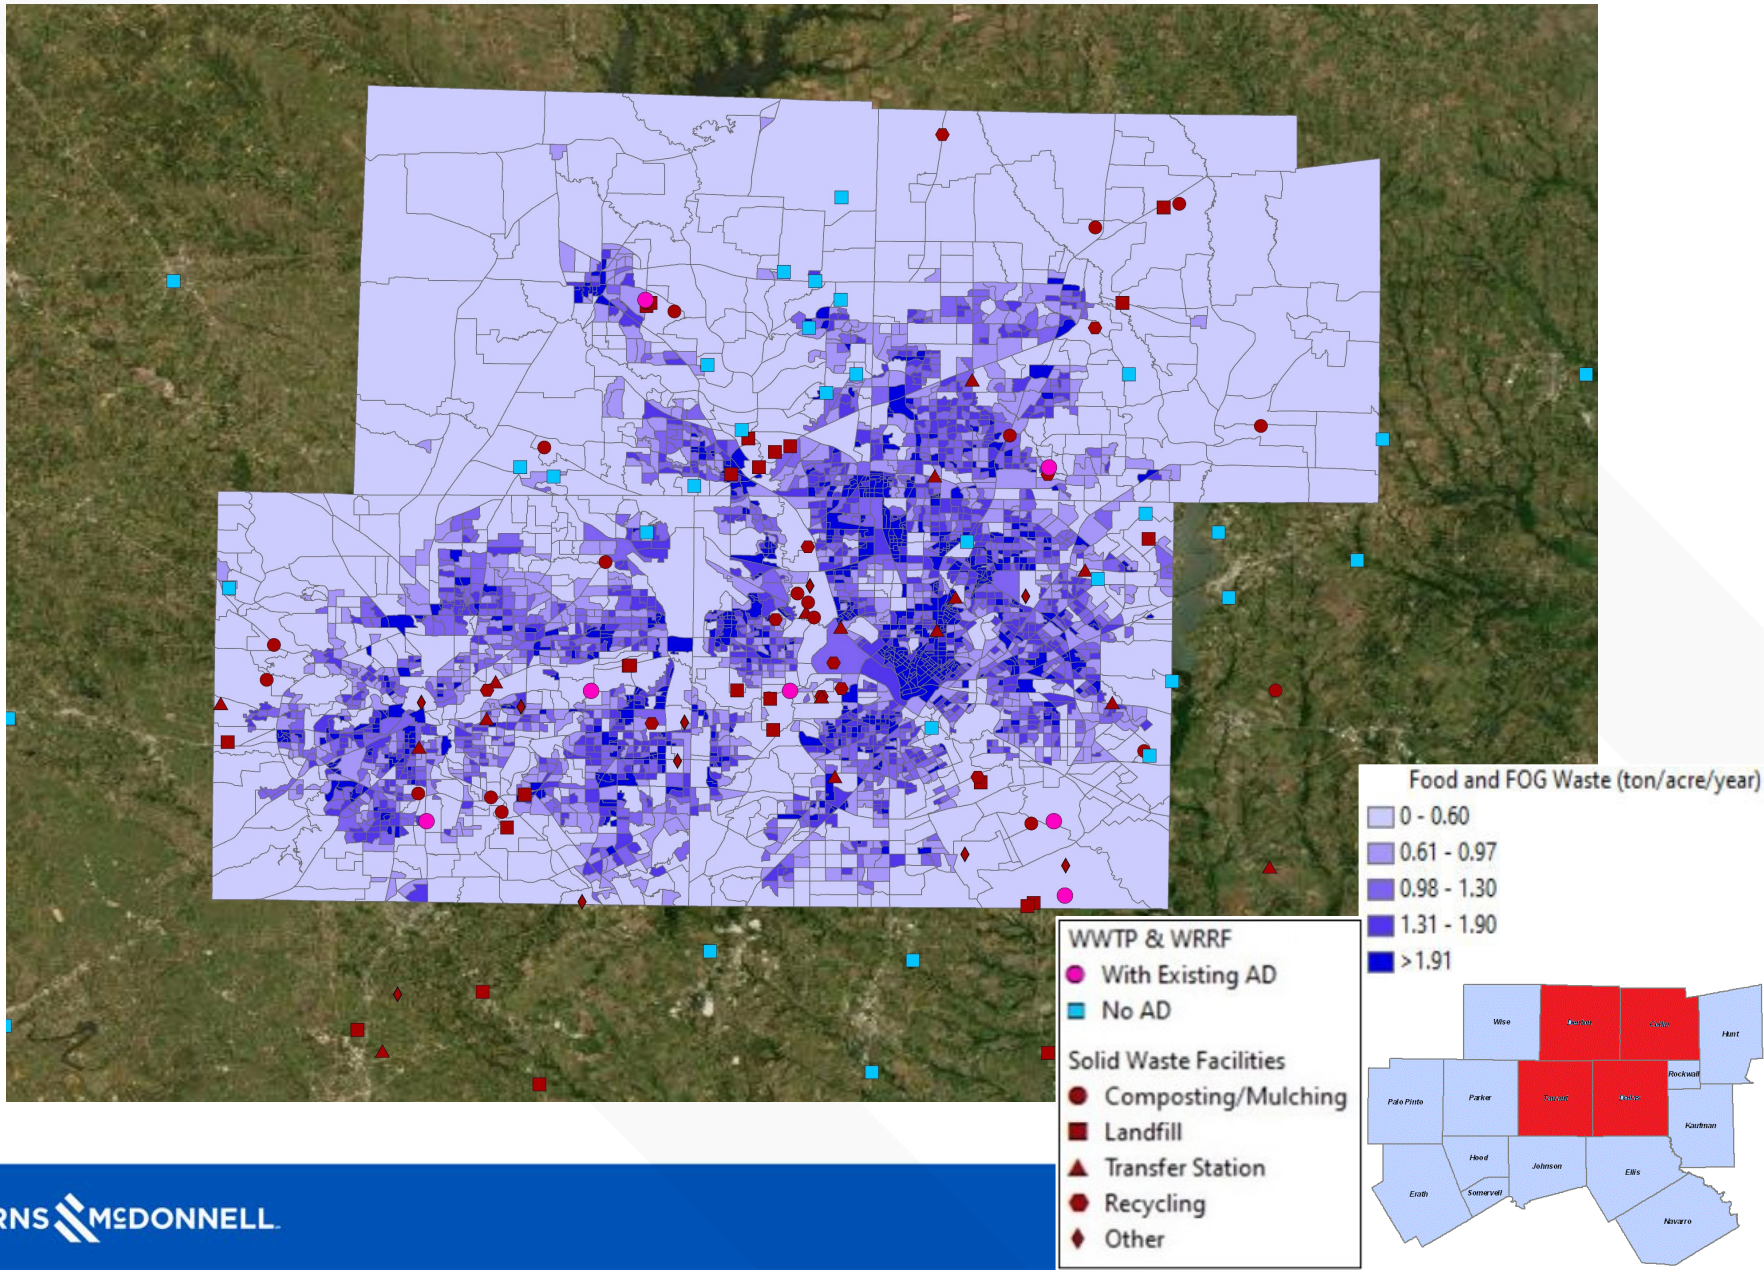 Food and FOG Waste (ton/acre/year)
0 - 0.60
0.61 - 0.97
0.98 - 1.30
1.31 - 1.90
>1.91
WWTP & WRRF
With Existing AD
No AD
Solid Waste Facilities
Composting/Mulching
Landfill
Transfer Station
Recycling
Other
Wise
Hunt
Rockwall
Palo Pinto
Parker
Kaufman
Hood
Johnson
Ellis
Erath
Somervell
Navarro
RNS McDONNELL.